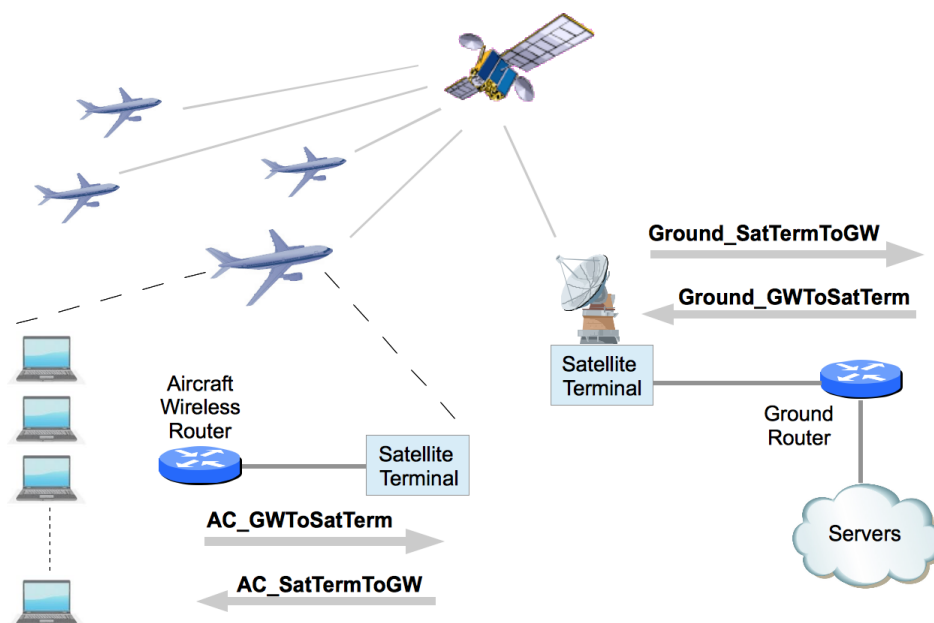 Ground_SatTermToGW
Ground_GWToSatTerm
Satellite
Terminal
Aircraft
Wireless
Router
Ground
Router
Satellite
Terminal
AC_GWToSatTerm
Servers
AC_SatTermToGW